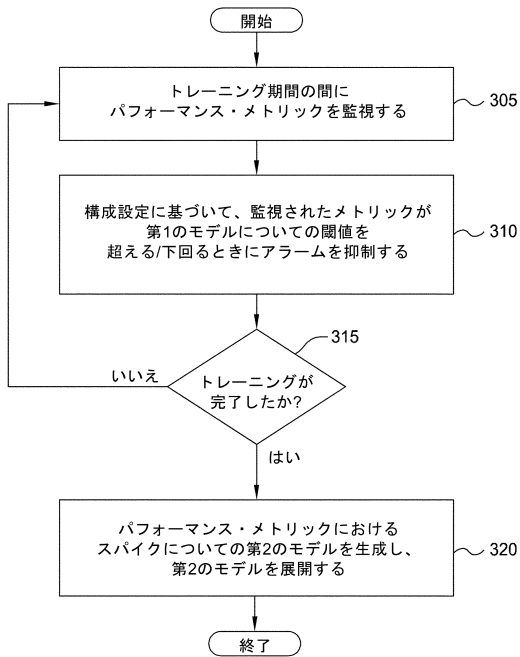 開始
トレーニング期間の間に
パフォーマンス・メトリックを監視する
305
構成設定に基づいて、監視されたメトリックが
第1のモデルについての閾値を
超える/下回るときにアラームを抑制する
310
315
いいえ
トレーニングが
完了したか?
はい
パフォーマンス・メトリックにおける
スパイクについての第2のモデルを生成し、
第2のモデルを展開する
320
終了